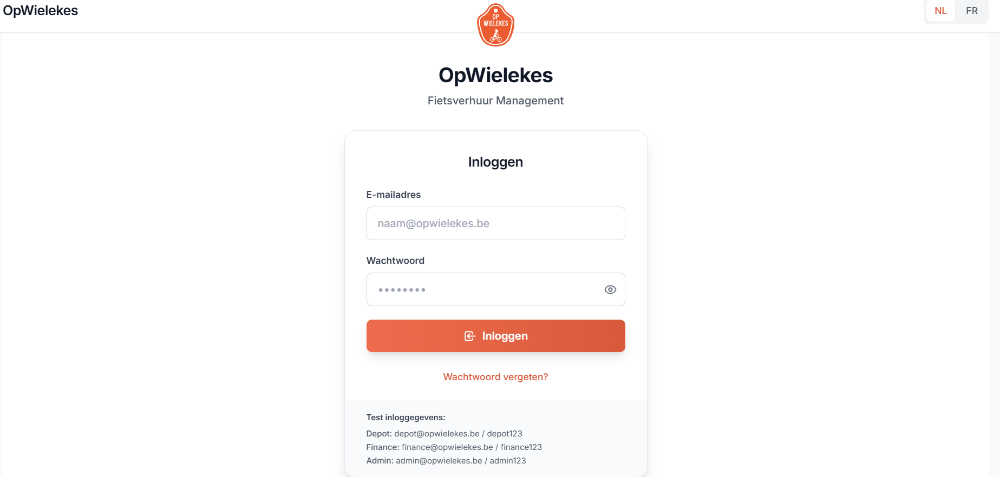 OpWielekes
OP
WIELEKES
NL FR
OpWielekes
Fietsverhuur Management
Inloggen
E-mailadres
naam@opwielekes.be
Wachtwoord
••••••••
Inloggen
Wachtwoord vergeten?
Test inloggegevens:
Depot: depot@opwielekes.be / depot123
Finance: finance@opwielekes.be / finance123
Admin: admin@opwielekes.be / admin123